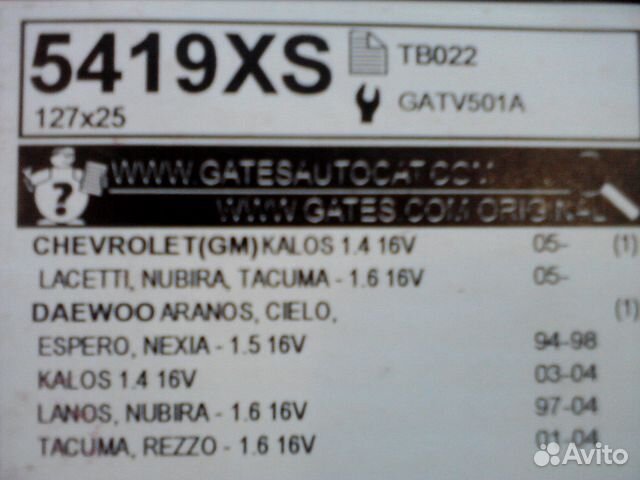 5419XS
TB022
127x25
GATV501A
?
WWW.GATESAUTOCAT.COM
WWW.GATES.COM ORIGINAL
CHEVROLET(GM) KALOS 1.4 16V 05- (1)
LACETTI, NUBIRA, TACUMA - 1.6 16V 05-
DAEWOO ARANOS, CIELO, (1)
ESPERO, NEXIA - 1.5 16V 94-98
KALOS 1.4 16V 03-04
LANOS, NUBIRA - 1.6 16V 97-04
TACUMA, REZZO - 1.6 16V 01-04
Avito